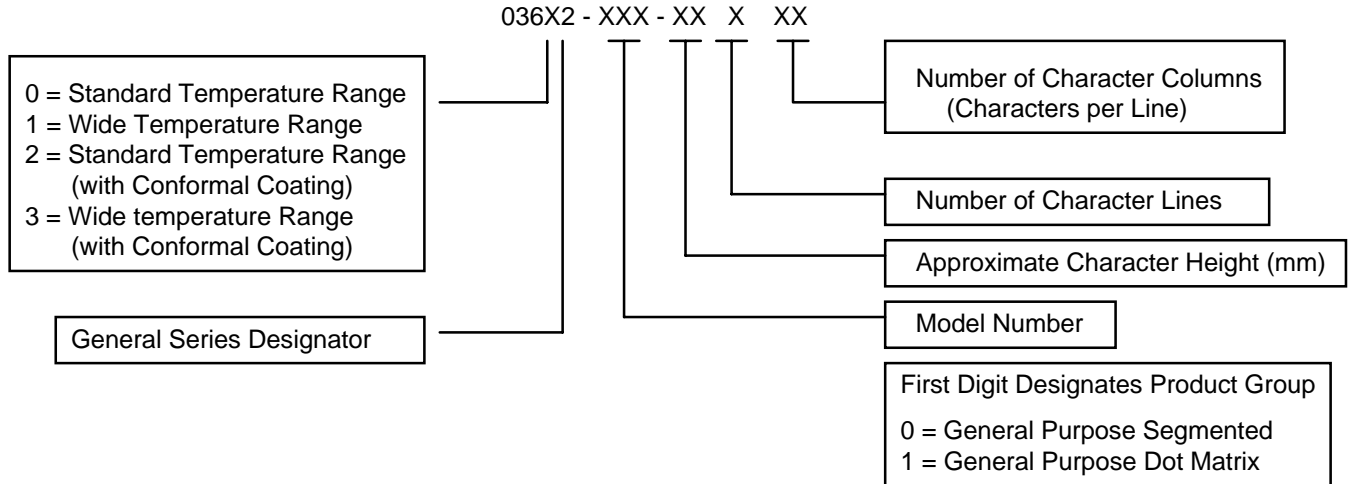 036X2 - XXX - XX X XX
0 = Standard Temperature Range
1 = Wide Temperature Range
2 = Standard Temperature Range
(with Conformal Coating)
3 = Wide temperature Range
(with Conformal Coating)
General Series Designator
Number of Character Columns
(Characters per Line)
Number of Character Lines
Approximate Character Height (mm)
Model Number
First Digit Designates Product Group
0 = General Purpose Segmented
1 = General Purpose Dot Matrix